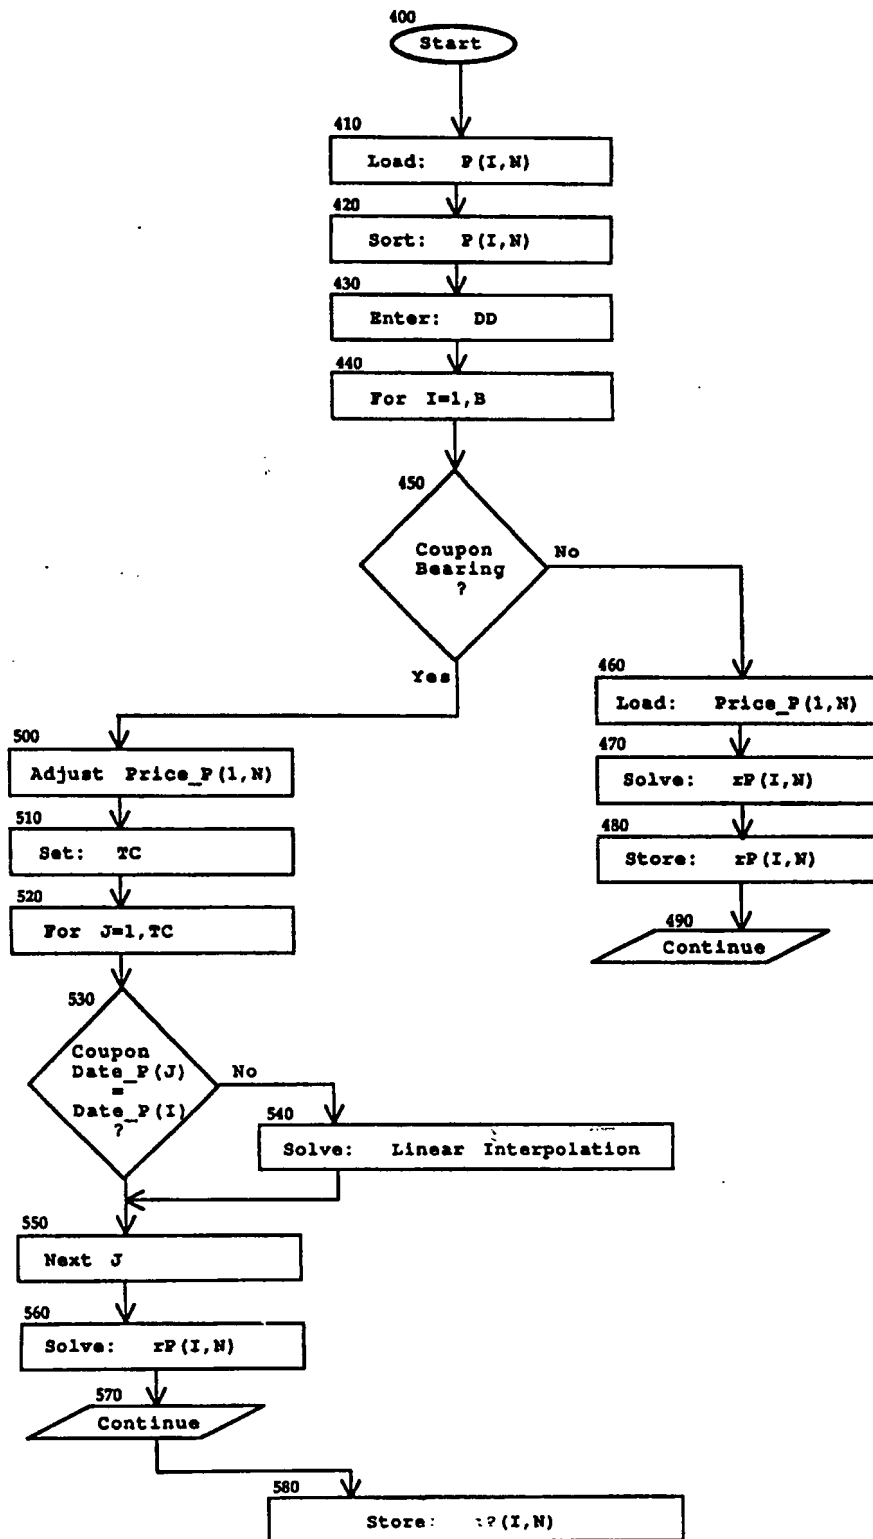 400
Start
410
Load: P(I,N)
420
Sort: P(I,N)
430
Enter: DD
440
For I=1,B
450
Coupon
Bearing
?
No
Yes
460
Load: Price_P(1,N)
470
Solve: rP(I,N)
480
Store: rP(I,N)
490
Continue
500
Adjust Price_P(1,N)
510
Set: TC
520
For J=1,TC
530
Coupon
Date_P(J)
=
Date_P(I)
?
No
540
Solve: Linear Interpolation
550
Next J
560
Solve: rP(I,N)
570
Continue
580
Store: (I,N)